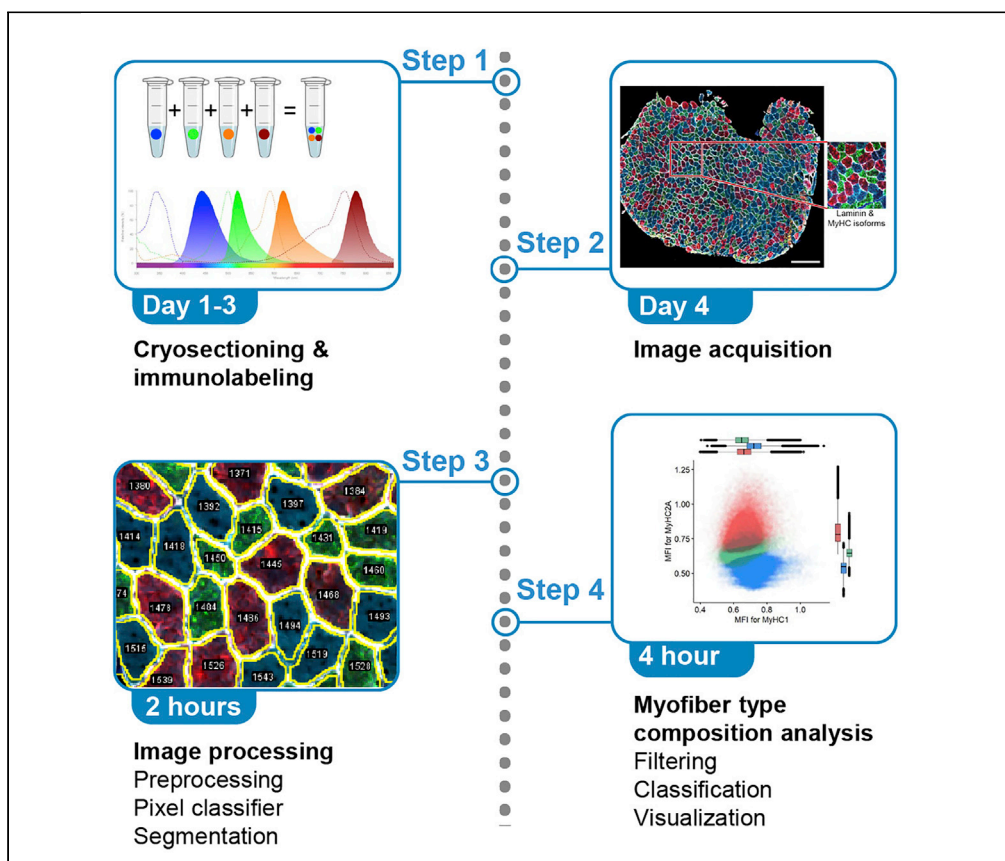 Step 1
+ + + =
Day 1-3
Cryosectioning &
immunolabeling
Step 2
Laminin &
MyHC isoforms
Day 4
Image acquisition
Step 3
1380
1371
1384
1392
1397
1414
1418
1415
1431
1419
1450
1445
1460
74
1478
1484
1486
1468
1494
1493
1515
1519
1526
1528
1539
1543
2 hours
Image processing
Preprocessing
Pixel classifier
Segmentation
Step 4
MFI for MyHC2A
1.25
1.00
0.75
0.50
0.4 0.6 0.8 1.0
MFI for MyHC1
4 hour
Myofiber type
composition analysis
Filtering
Classification
Visualization